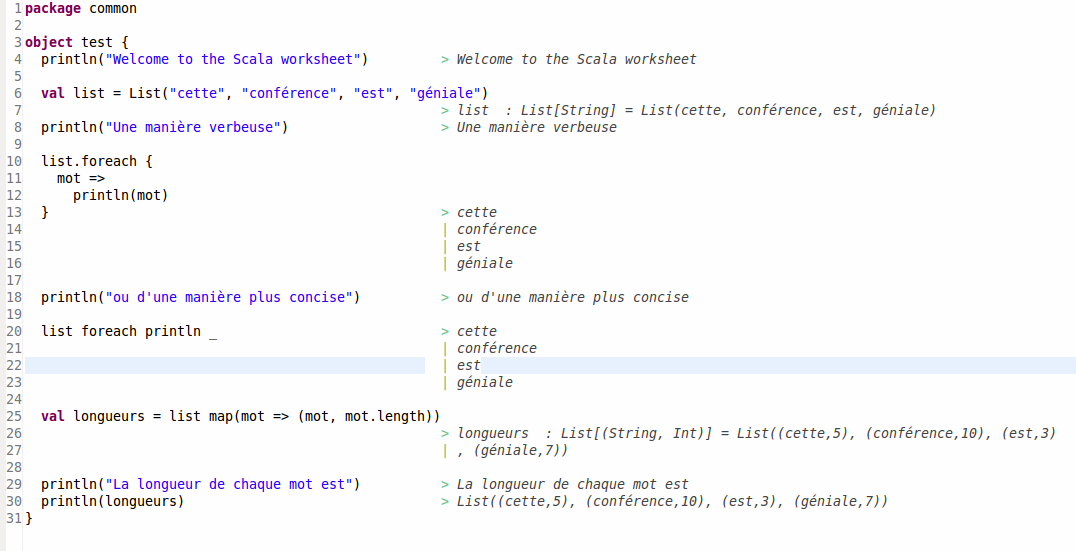 1 package common
2
3 object test {
4   println("Welcome to the Scala worksheet")         > Welcome to the Scala worksheet
5
6   val list = List("cette", "conférence", "est", "géniale")
7                                                     > list  : List[String] = List(cette, conférence, est, géniale)
8   println("Une manière verbeuse")                   > Une manière verbeuse
9
10   list.foreach {
11     mot =>
12       println(mot)
13   }                                                 > cette
14                                                     | conférence
15                                                     | est
16                                                     | géniale
17
18   println("ou d'une manière plus concise")          > ou d'une manière plus concise
19
20   list foreach println _                            > cette
21                                                     | conférence
22                                                     | est
23                                                     | géniale
24
25   val longueurs = list map(mot => (mot, mot.length))
26                                                     > longueurs  : List[(String, Int)] = List((cette,5), (conférence,10), (est,3)
27                                                     | , (géniale,7))
28
29   println("La longueur de chaque mot est")          > La longueur de chaque mot est
30   println(longueurs)                                > List((cette,5), (conférence,10), (est,3), (géniale,7))
31 }